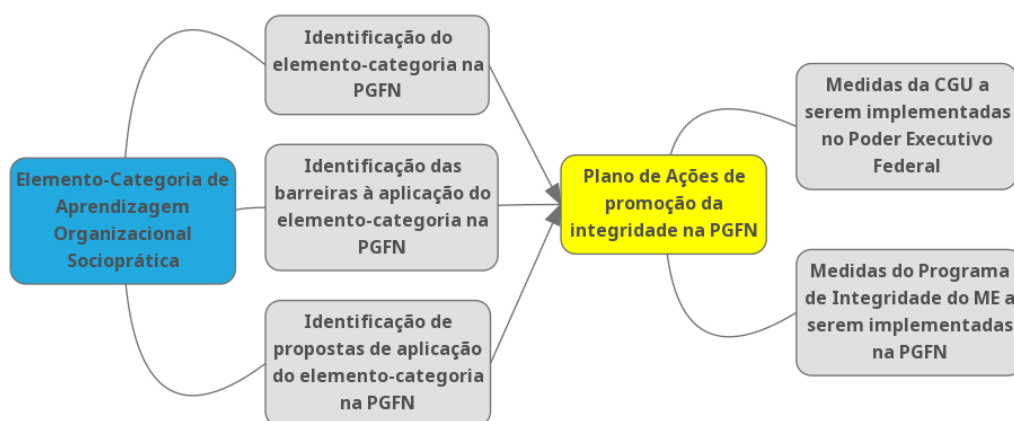 Identificação do
elemento-categoria na
PGFN
Elemento-Categoria de
Aprendizagem
Organizacional
Socioprática
Identificação das
barreiras à aplicação do
elemento-categoria na
PGFN
Identificação de
propostas de aplicação
do elemento-categoria
na PGFN
Plano de Ações de
promoção da
integridade na PGFN
Medidas da CGU a
serem implementadas
no Poder Executivo
Federal
Medidas do Programa
de Integridade do ME a
serem implementadas
na PGFN